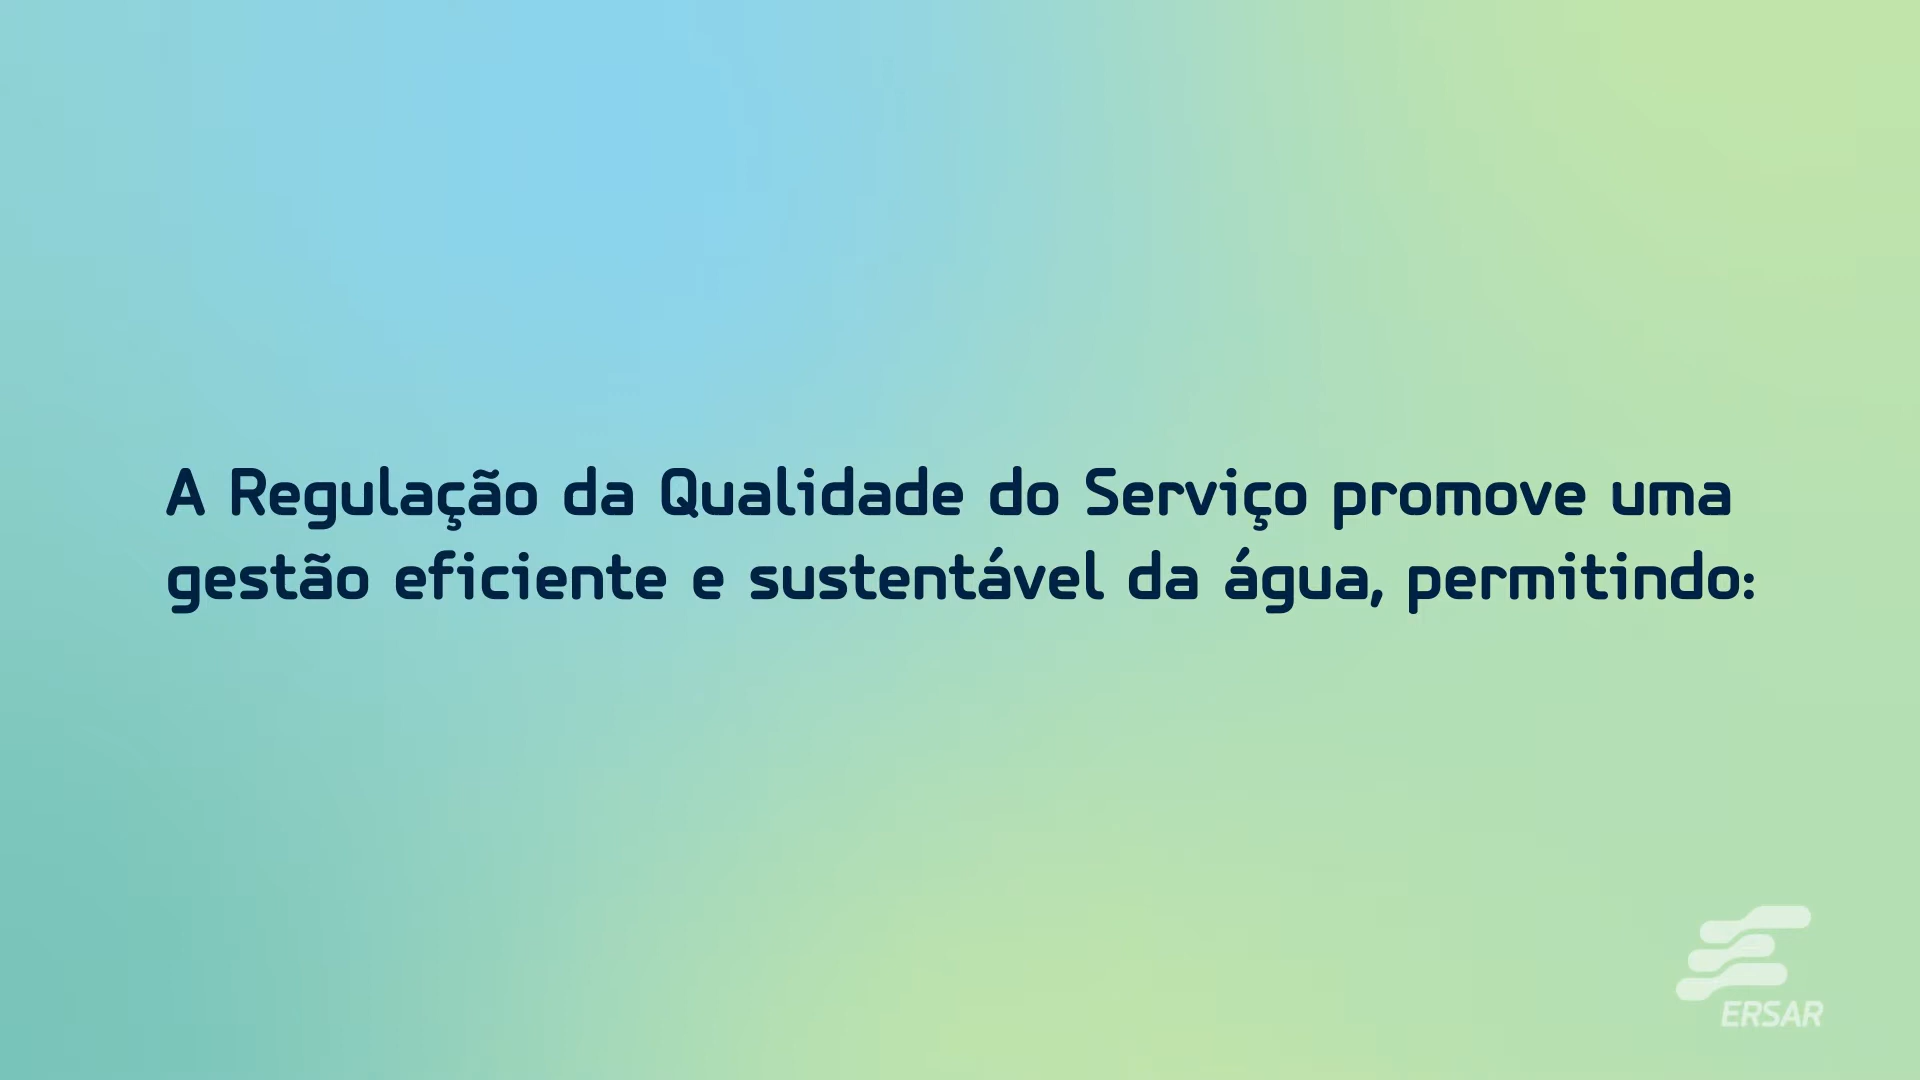 A Regulação da Qualidade do Serviço promove uma
gestão eficiente e sustentável da água, permitindo:
ERSAR